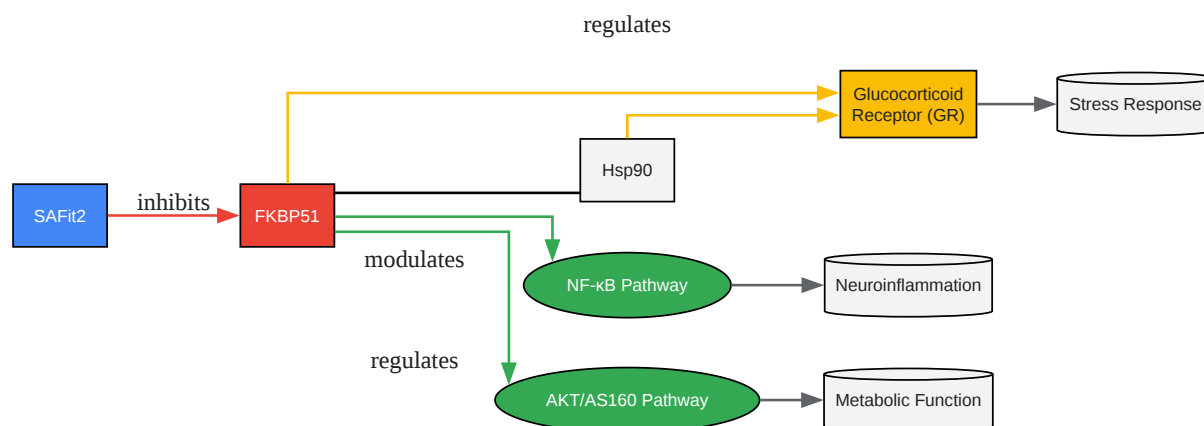 regulates
Glucocorticoid
Receptor (GR)
Stress Response
Hsp90
SAFit2
inhibits
FKBP51
modulates
NF-κB Pathway
Neuroinflammation
regulates
AKT/AS160 Pathway
Metabolic Function